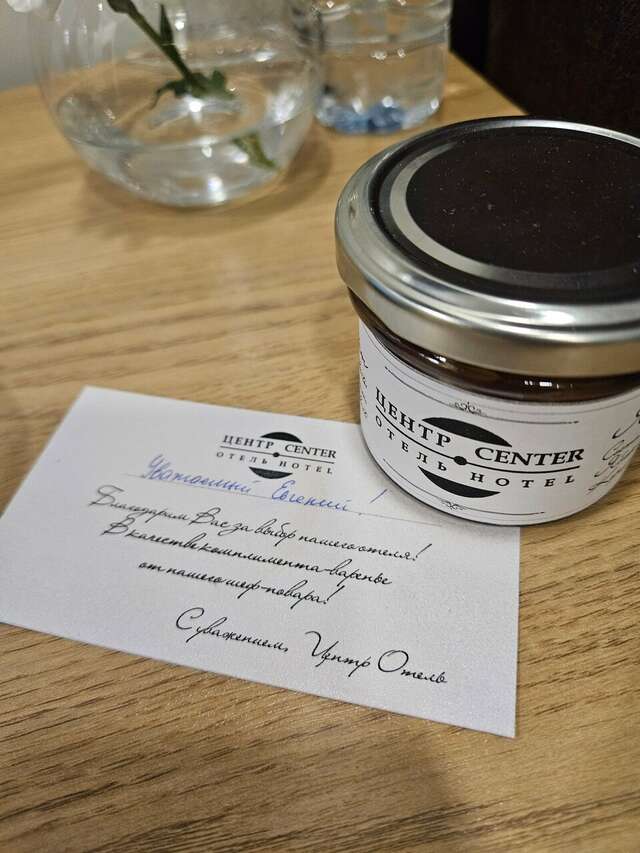 ЦЕНТР CENTER
ОТЕЛЬ HOTEL
ЦЕНТР CENTER
ОТЕЛЬ HOTEL
Уважаемый Евгений!
Благодарим Вас за выбор нашего отеля!
В качестве комплимента-варенье
от нашего шеф-повара!
С уважением, Центр Отель